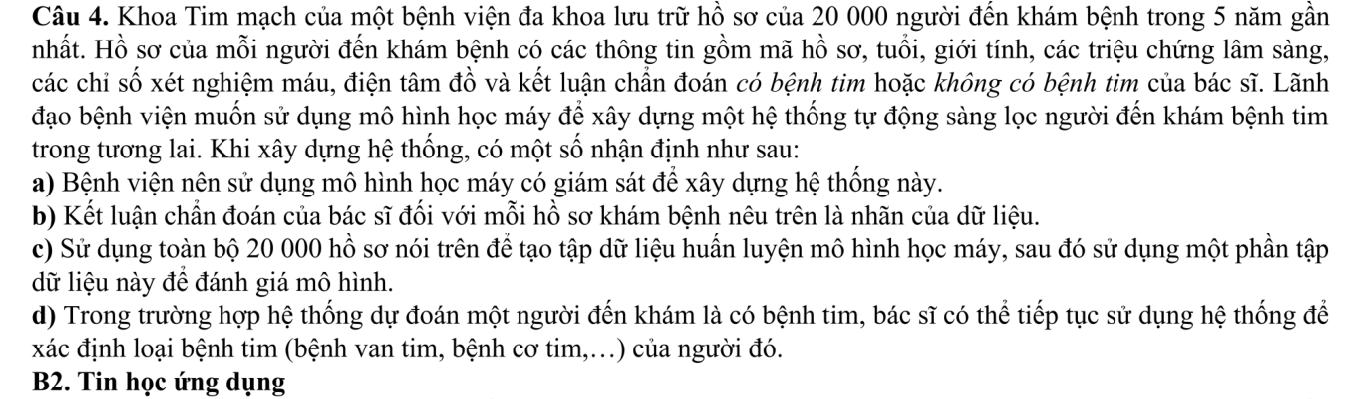 Câu 4. Khoa Tim mạch của một bệnh viện đa khoa lưu trữ hồ sơ của 20 000 người đến khám bệnh trong 5 năm gần
nhất. Hồ sơ của mỗi người đến khám bệnh có các thông tin gồm mã hồ sơ, tuổi, giới tính, các triệu chứng lâm sàng,
các chỉ số xét nghiệm máu, điện tâm đồ và kết luận chẩn đoán có bệnh tim hoặc không có bệnh tim của bác sĩ. Lãnh
đạo bệnh viện muốn sử dụng mô hình học máy để xây dựng một hệ thống tự động sàng lọc người đến khám bệnh tim
trong tương lai. Khi xây dựng hệ thống, có một số nhận định như sau:
a) Bệnh viện nên sử dụng mô hình học máy có giám sát để xây dựng hệ thống này.
b) Kết luận chẩn đoán của bác sĩ đối với mỗi hồ sơ khám bệnh nêu trên là nhãn của dữ liệu.
c) Sử dụng toàn bộ 20 000 hồ sơ nói trên để tạo tập dữ liệu huấn luyện mô hình học máy, sau đó sử dụng một phần tập
dữ liệu này để đánh giá mô hình.
d) Trong trường hợp hệ thống dự đoán một người đến khám là có bệnh tim, bác sĩ có thể tiếp tục sử dụng hệ thống để
xác định loại bệnh tim (bệnh van tim, bệnh cơ tim,…) của người đó.
B2. Tin học ứng dụng